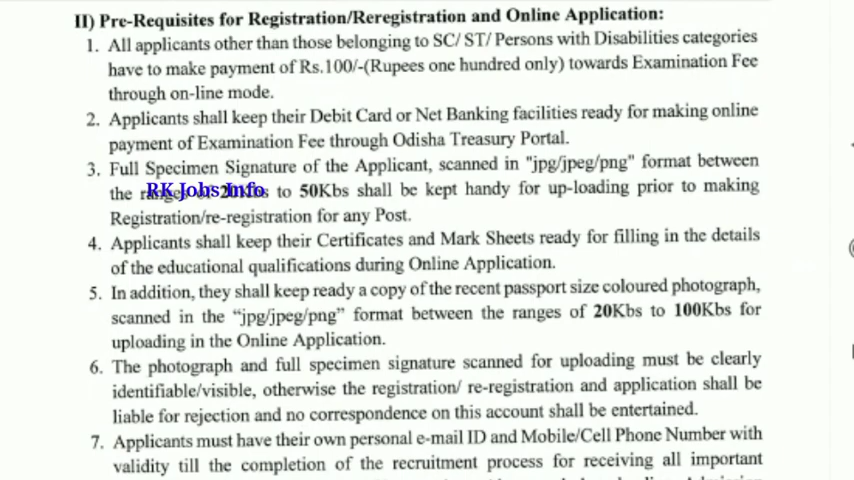 II) Pre-Requisites for Registration/Reregistration and Online Application:
1. All applicants other than those belonging to SC/ ST/ Persons with Disabilities categories
have to make payment of Rs.100/-(Rupees one hundred only) towards Examination Fee
through on-line mode.
2. Applicants shall keep their Debit Card or Net Banking facilities ready for making online
payment of Examination Fee through Odisha Treasury Portal.
3. Full Specimen Signature of the Applicant, scanned in "jpg/jpeg/png" format between
the RK Jobs Info to 50Kbs shall be kept handy for up-loading prior to making
Registration/re-registration for any Post.
4. Applicants shall keep their Certificates and Mark Sheets ready for filling in the details
of the educational qualifications during Online Application.
5. In addition, they shall keep ready a copy of the recent passport size coloured photograph,
scanned in the “jpg/jpeg/png” format between the ranges of 20Kbs to 100Kbs for
uploading in the Online Application.
6. The photograph and full specimen signature scanned for uploading must be clearly
identifiable/visible, otherwise the registration/ re-registration and application shall be
liable for rejection and no correspondence on this account shall be entertained.
7. Applicants must have their own personal e-mail ID and Mobile/Cell Phone Number with
validity till the completion of the recruitment process for receiving all important